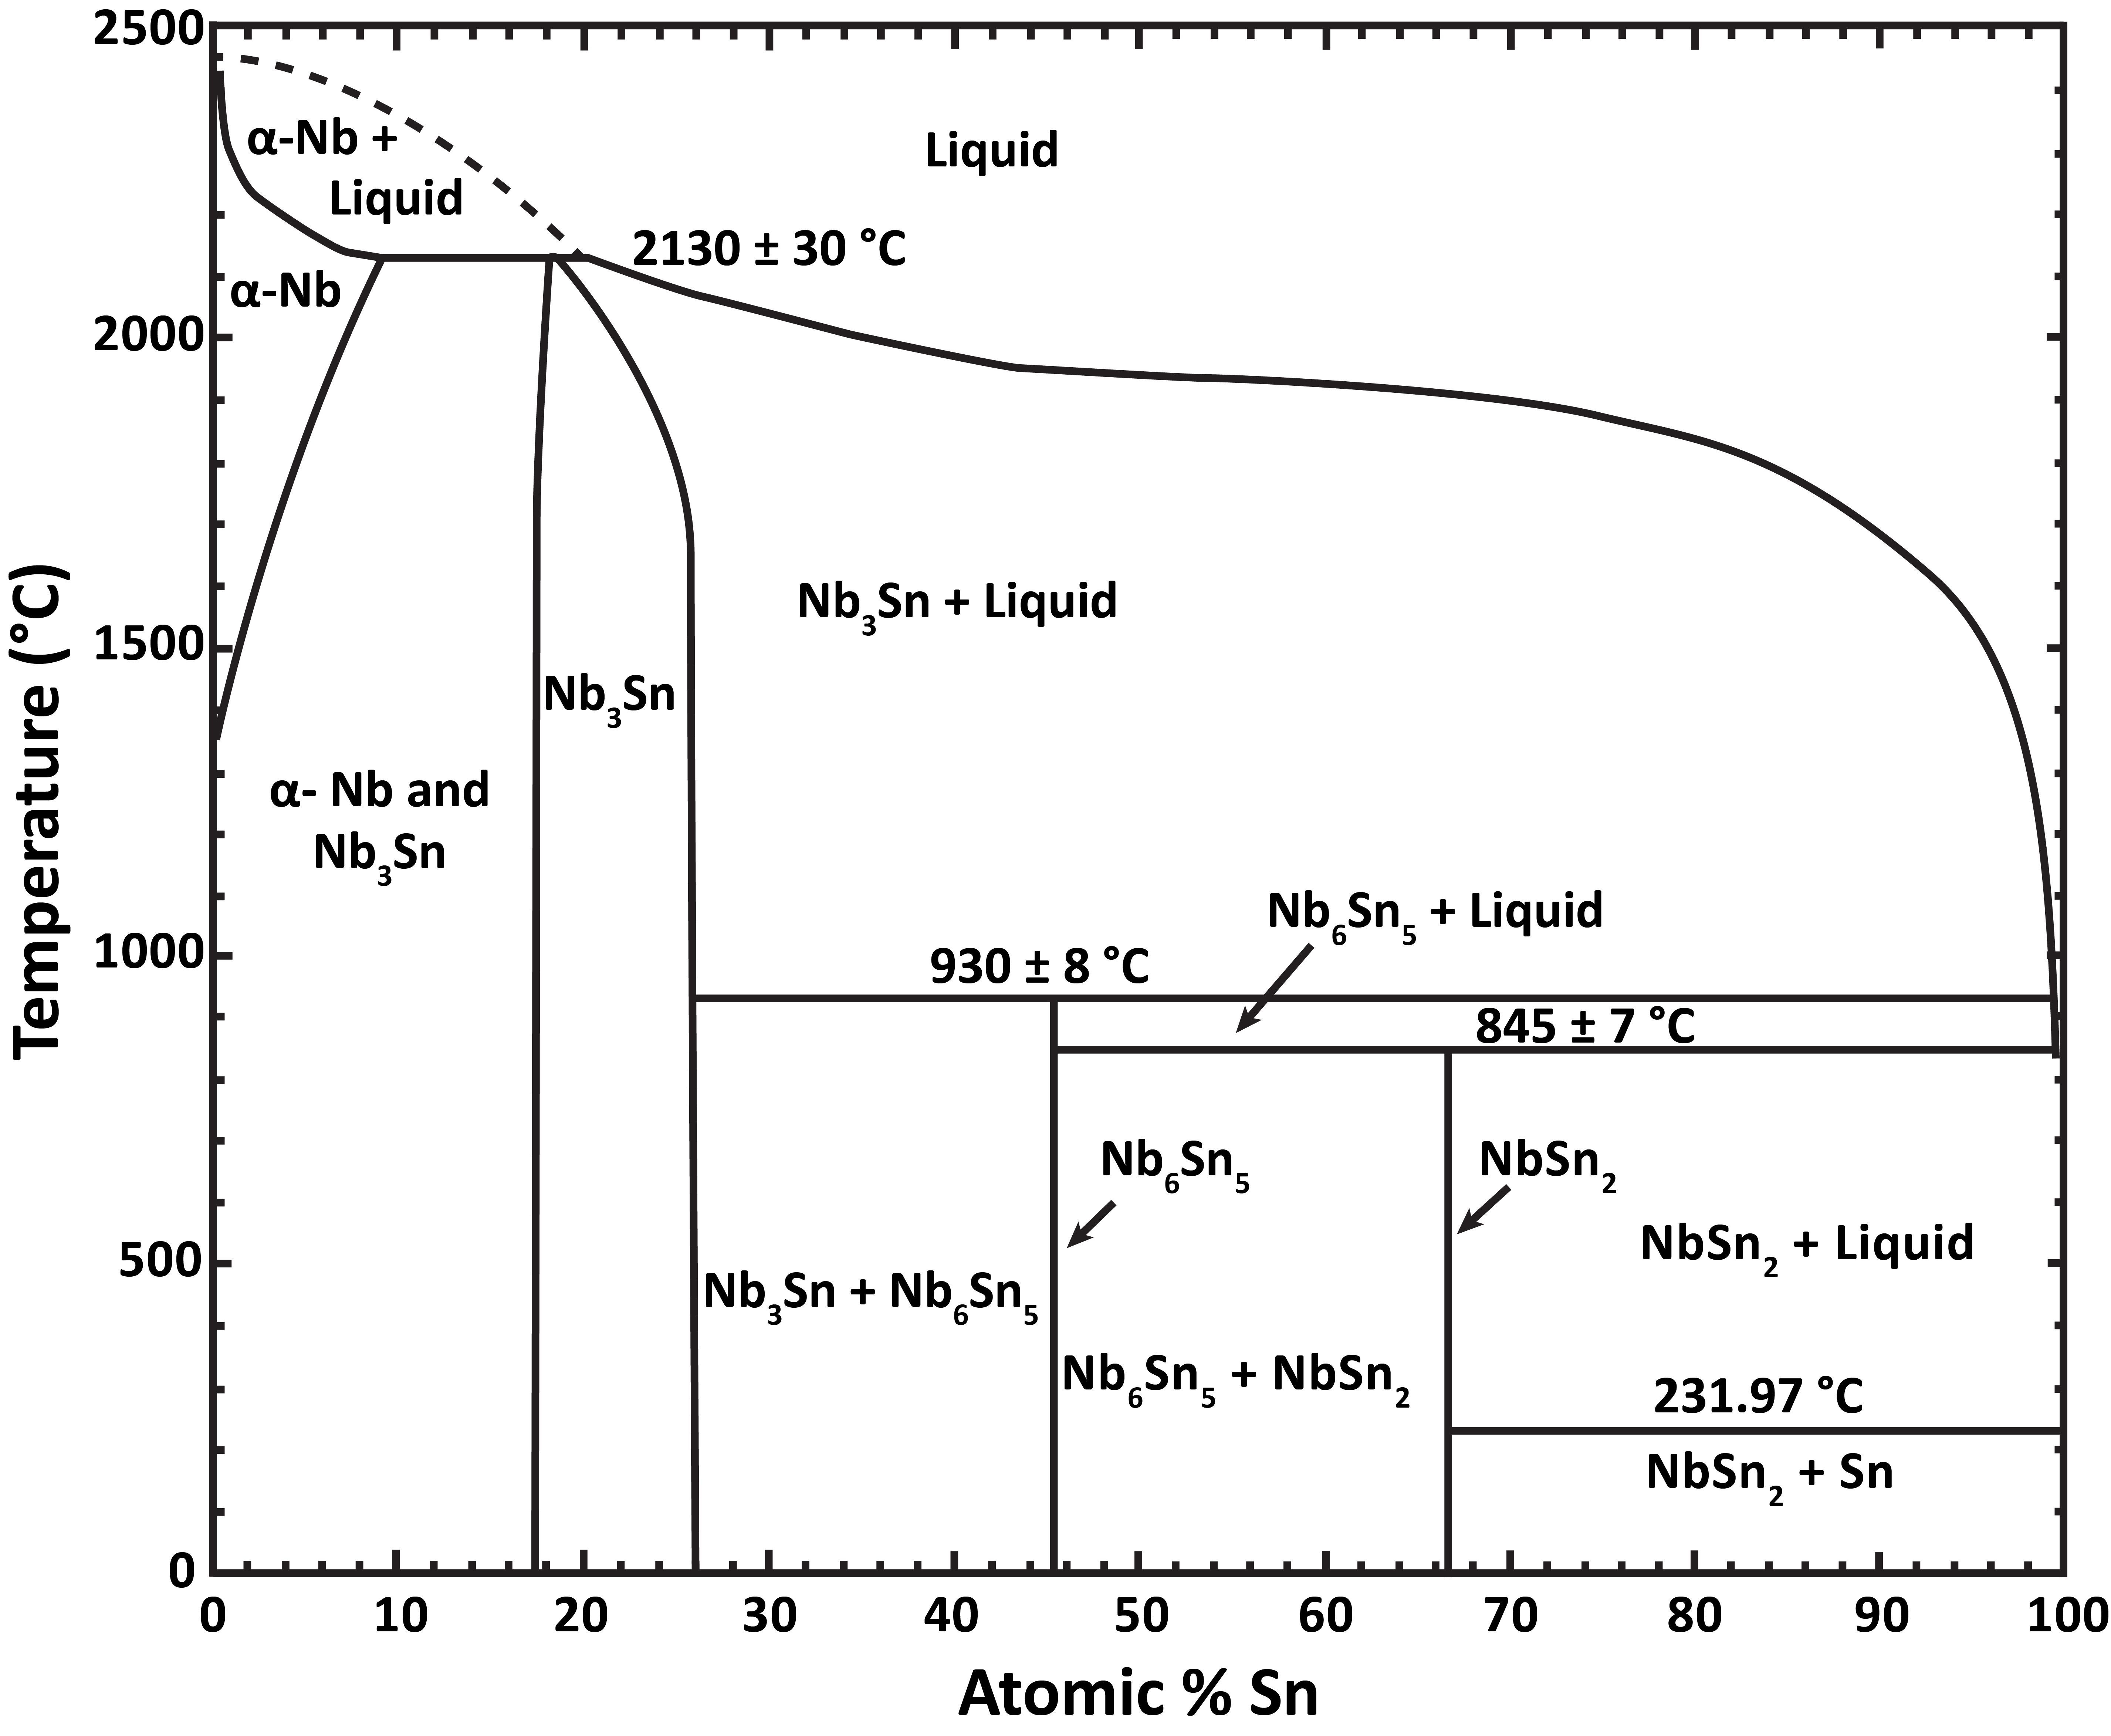 2500
2000
1500
1000
500
0
Temperature (°C)
α-Nb +
Liquid
Liquid
2130 ± 30 °C
α-Nb
Nb₃Sn + Liquid
Nb₃Sn
α- Nb and
Nb₃Sn
Nb₆Sn₅ + Liquid
930 ± 8 °C
845 ± 7 °C
Nb₆Sn₅
NbSn₂
NbSn₂ + Liquid
Nb₃Sn + Nb₆Sn₅
Nb₆Sn₅ + NbSn₂
231.97 °C
NbSn₂ + Sn
0 10 20 30 40 50 60 70 80 90 100
Atomic % Sn